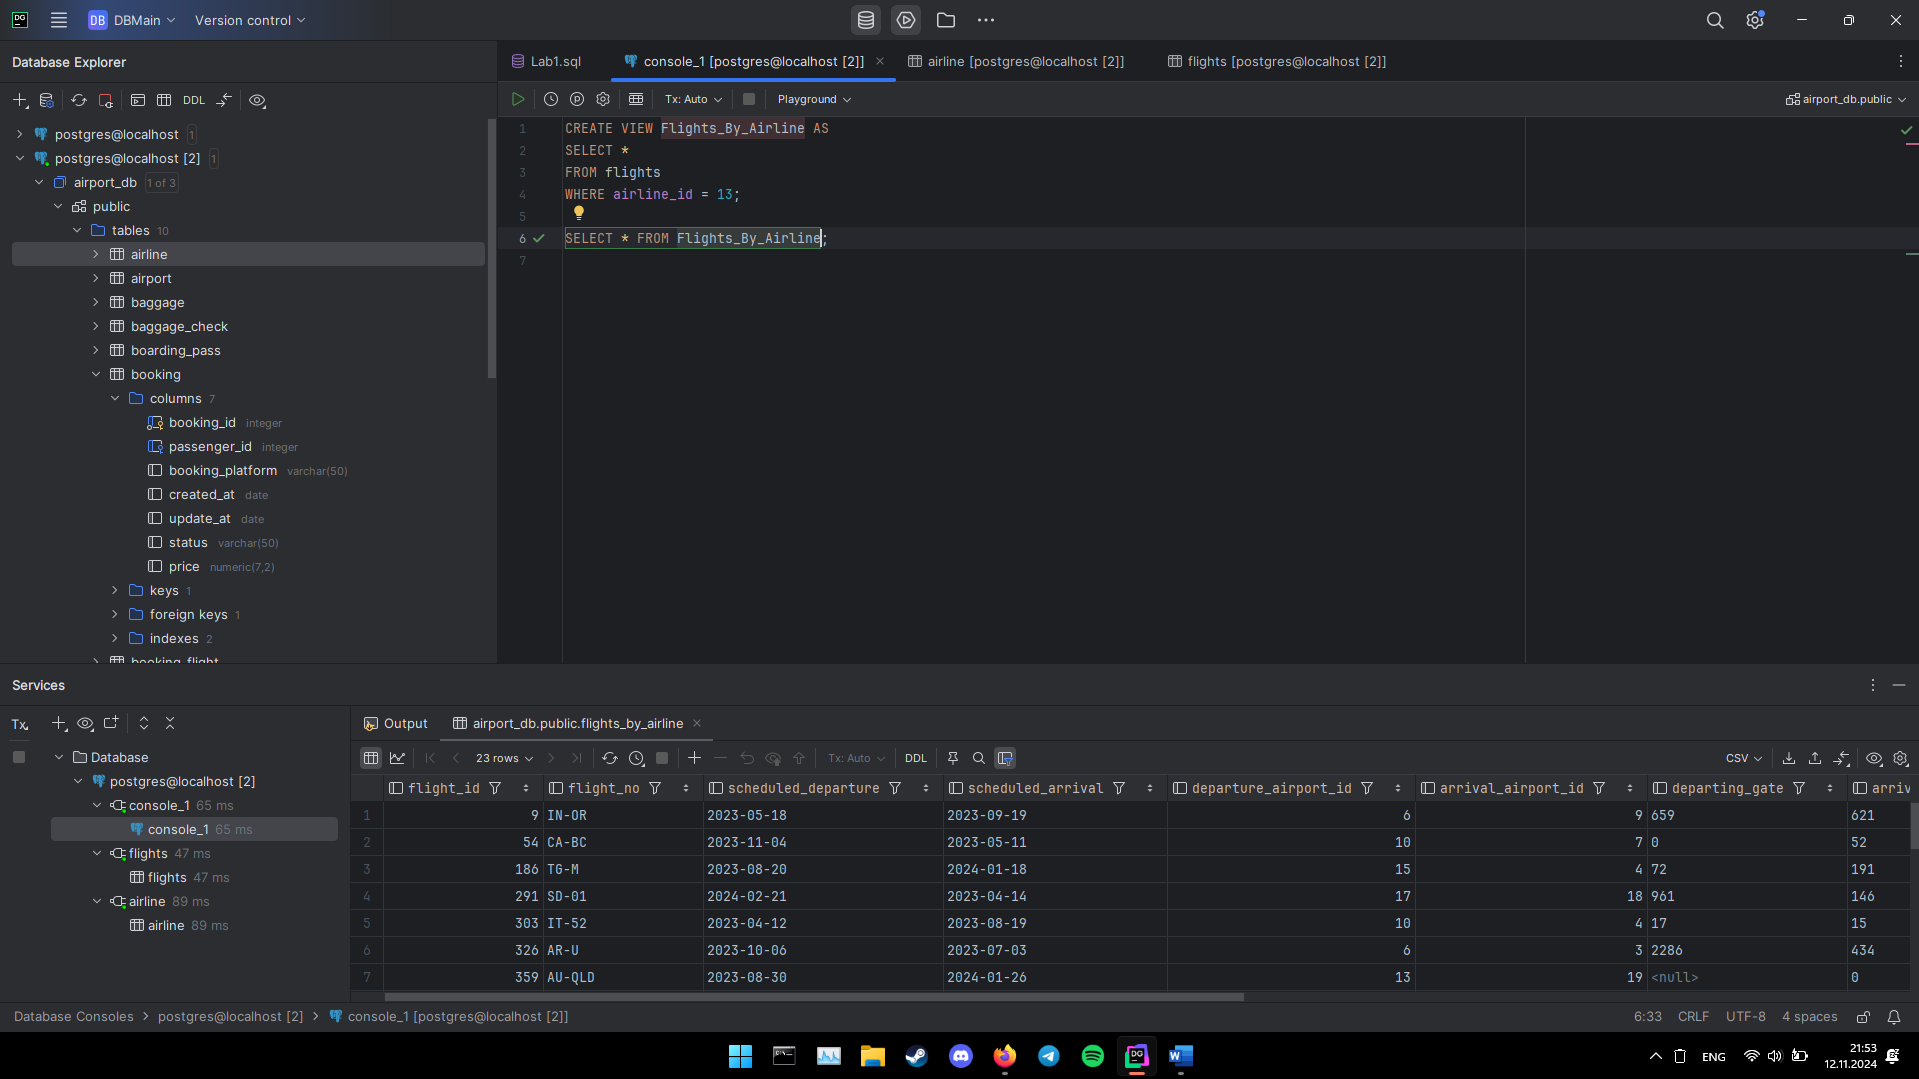 DB DBMain Version control
Database Explorer
DDL
postgres@localhost 1
postgres@localhost [2] 1
airport_db 1 of 3
public
tables 10
airline
airport
baggage
baggage_check
boarding_pass
booking
columns 7
booking_id integer
passenger_id integer
booking_platform varchar(50)
created_at date
update_at date
status varchar(50)
price numeric(7,2)
keys 1
foreign keys 1
indexes 2
booking_flight
Lab1.sql console_1 [postgres@localhost [2]] airline [postgres@localhost [2]] flights [postgres@localhost [2]]
Tx: Auto Playground airport_db.public
1 CREATE VIEW Flights_By_Airline AS
2 SELECT *
3 FROM flights
4 WHERE airline_id = 13;
5
6 SELECT * FROM Flights_By_Airline;
7
Services
Tx
Database
postgres@localhost [2]
console_1 65 ms
console_1 65 ms
flights 47 ms
flights 47 ms
airline 89 ms
airline 89 ms
Output airport_db.public.flights_by_airline
23 rows Tx: Auto DDL CSV
flight_id flight_no scheduled_departure scheduled_arrival departure_airport_id arrival_airport_id departing_gate arriv
1 9 IN-OR 2023-05-18 2023-09-19 6 9 659 621
2 54 CA-BC 2023-11-04 2023-05-11 10 7 0 52
3 186 TG-M 2023-08-20 2024-01-18 15 4 72 191
4 291 SD-01 2024-02-21 2023-04-14 17 18 961 146
5 303 IT-52 2023-04-12 2023-08-19 10 4 17 15
6 326 AR-U 2023-10-06 2023-07-03 6 3 2286 434
7 359 AU-QLD 2023-08-30 2024-01-26 13 19 <null> 0
Database Consoles > postgres@localhost [2] > console_1 [postgres@localhost [2]] 6:33 CRLF UTF-8 4 spaces
ENG 21:53
12.11.2024